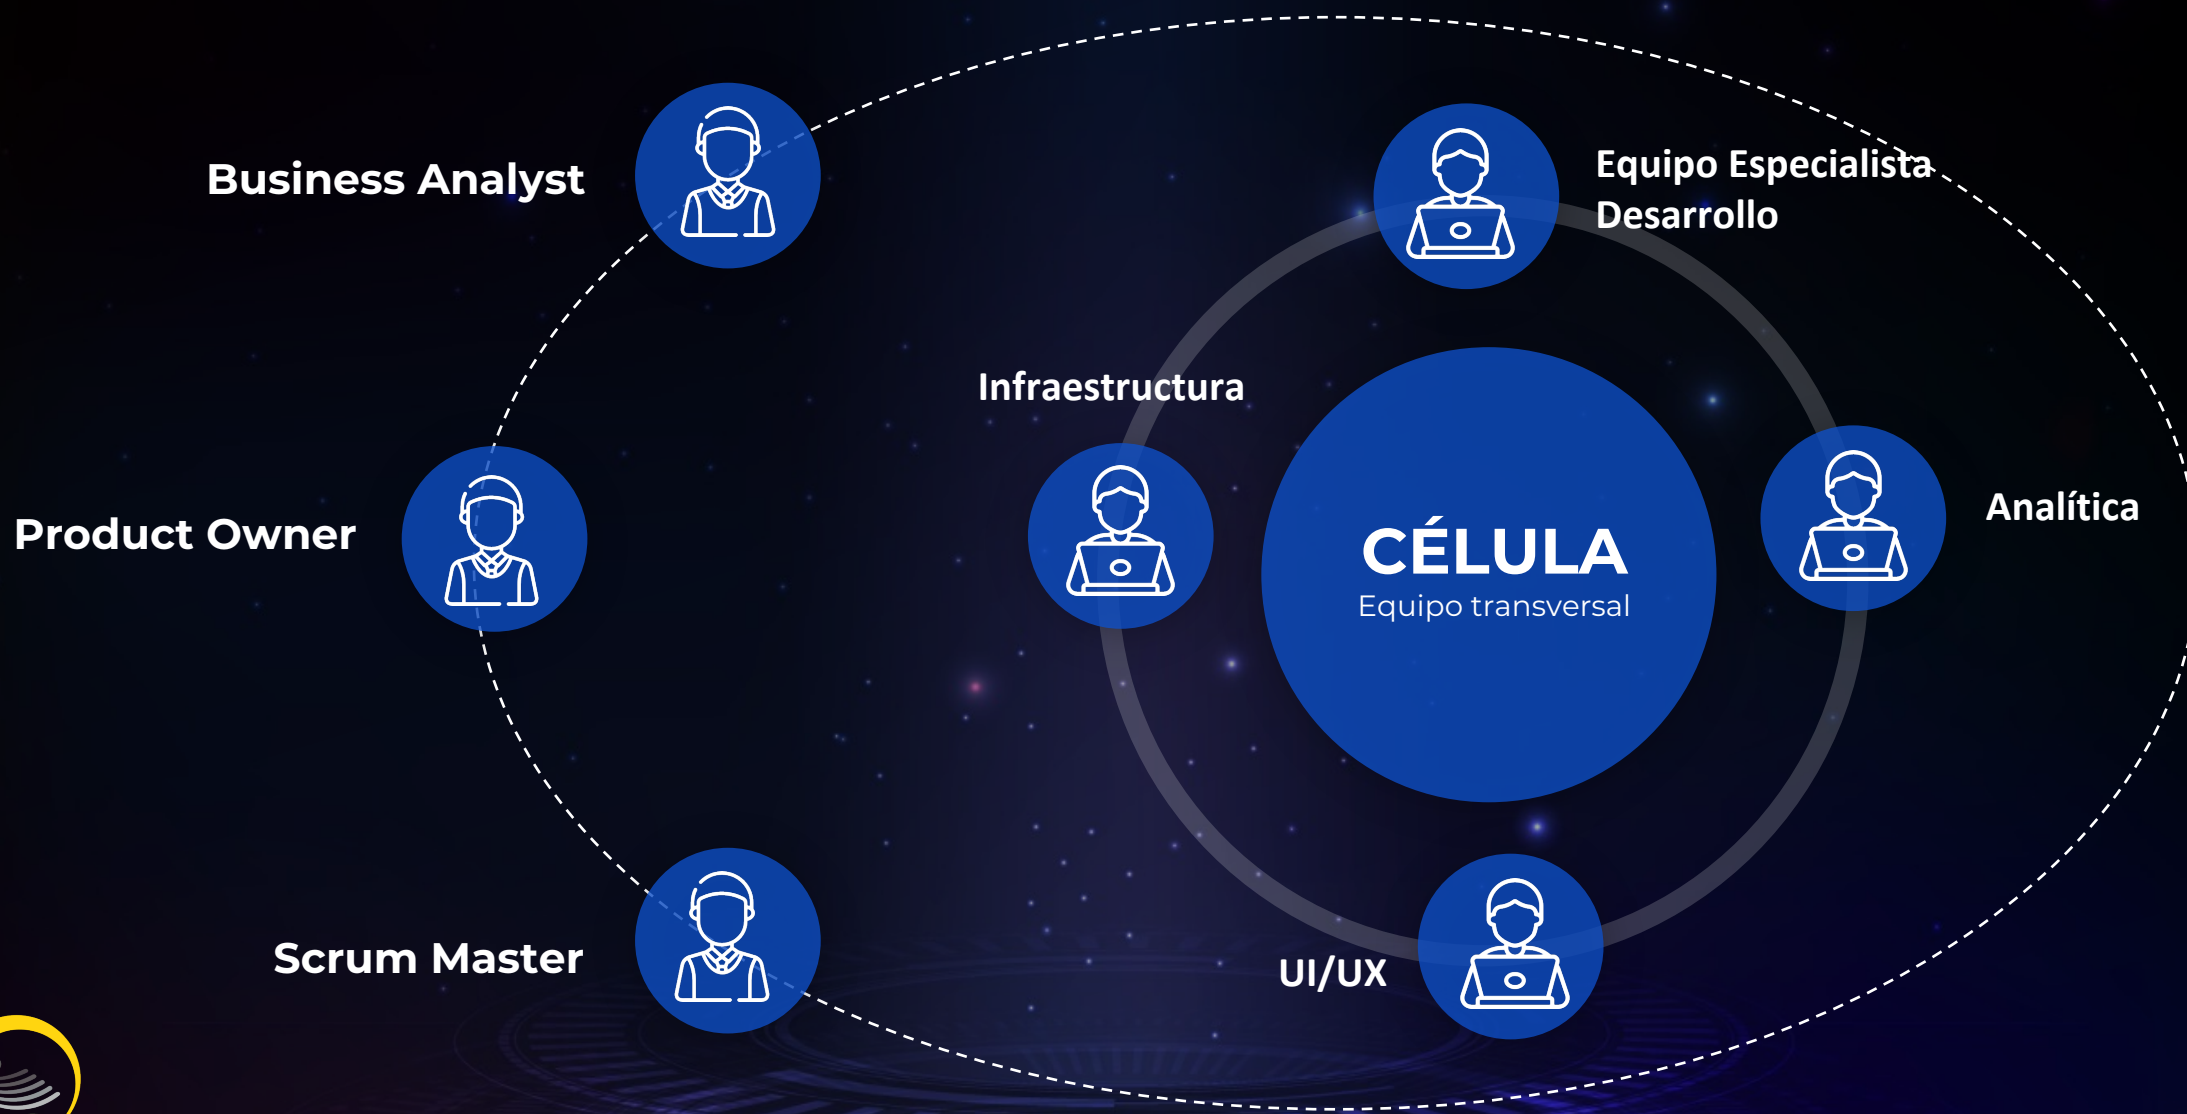 Business Analyst
Equipo Especialista
Desarrollo
Infraestructura
Product Owner
CÉLULA
Equipo transversal
Analítica
Scrum Master
UI/UX